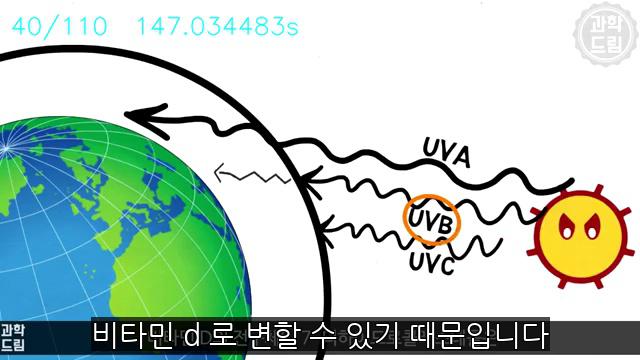 40/110 147.034483s
과학
드림
UVA
UVB
UVC
과학
드림
비타민 d 로 변할 수 있기 때문입니다